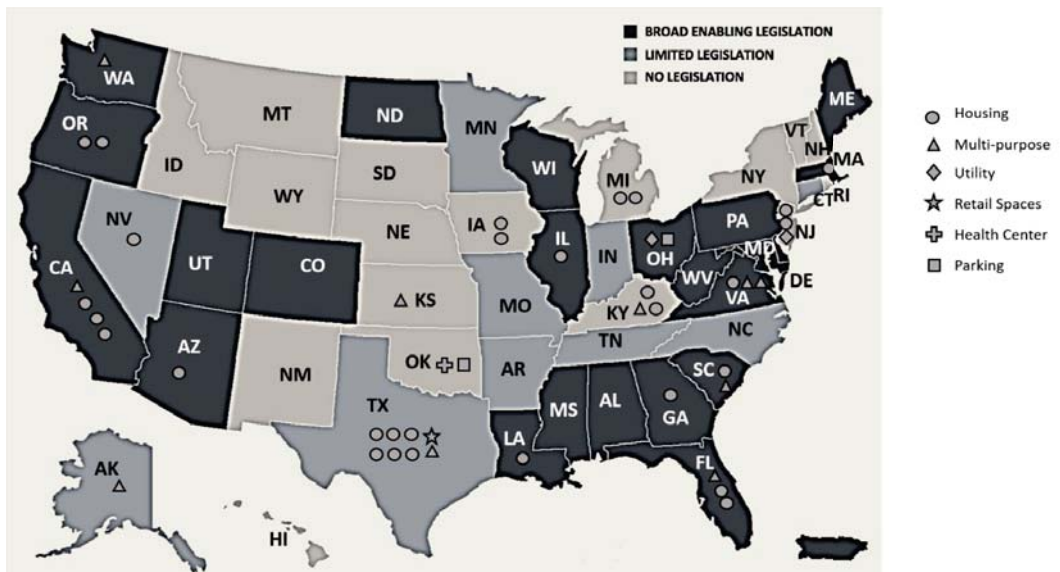 BROAD ENABLING LEGISLATION
LIMITED LEGISLATION
NO LEGISLATION
WA
OR
CA
NV
ID
MT
WY
UT
AZ
CO
NM
ND
SD
NE
KS
OK
TX
MN
IA
MO
AR
LA
WI
IL
MI
IN
OH
KY
TN
MS
AL
GA
FL
SC
NC
VA
WV
PA
NY
VT
NH
ME
MA
RI
CT
NJ
MD
DE
AK
HI
Housing
Multi-purpose
Utility
Retail Spaces
Health Center
Parking